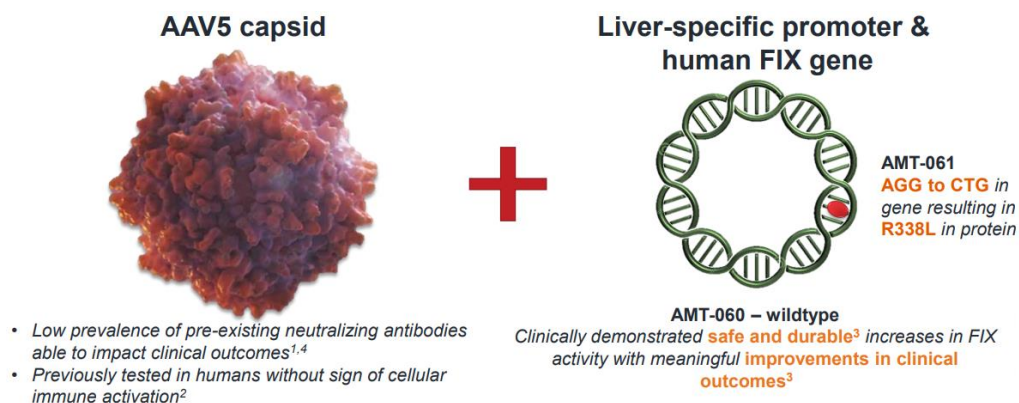 AAV5 capsid
• Low prevalence of pre-existing neutralizing antibodies
able to impact clinical outcomes1,4
• Previously tested in humans without sign of cellular
immune activation2
Liver-specific promoter &
human FIX gene
AMT-061
AGG to CTG in
gene resulting in
R338L in protein
AMT-060 – wildtype
Clinically demonstrated safe and durable3 increases in FIX
activity with meaningful improvements in clinical
outcomes3